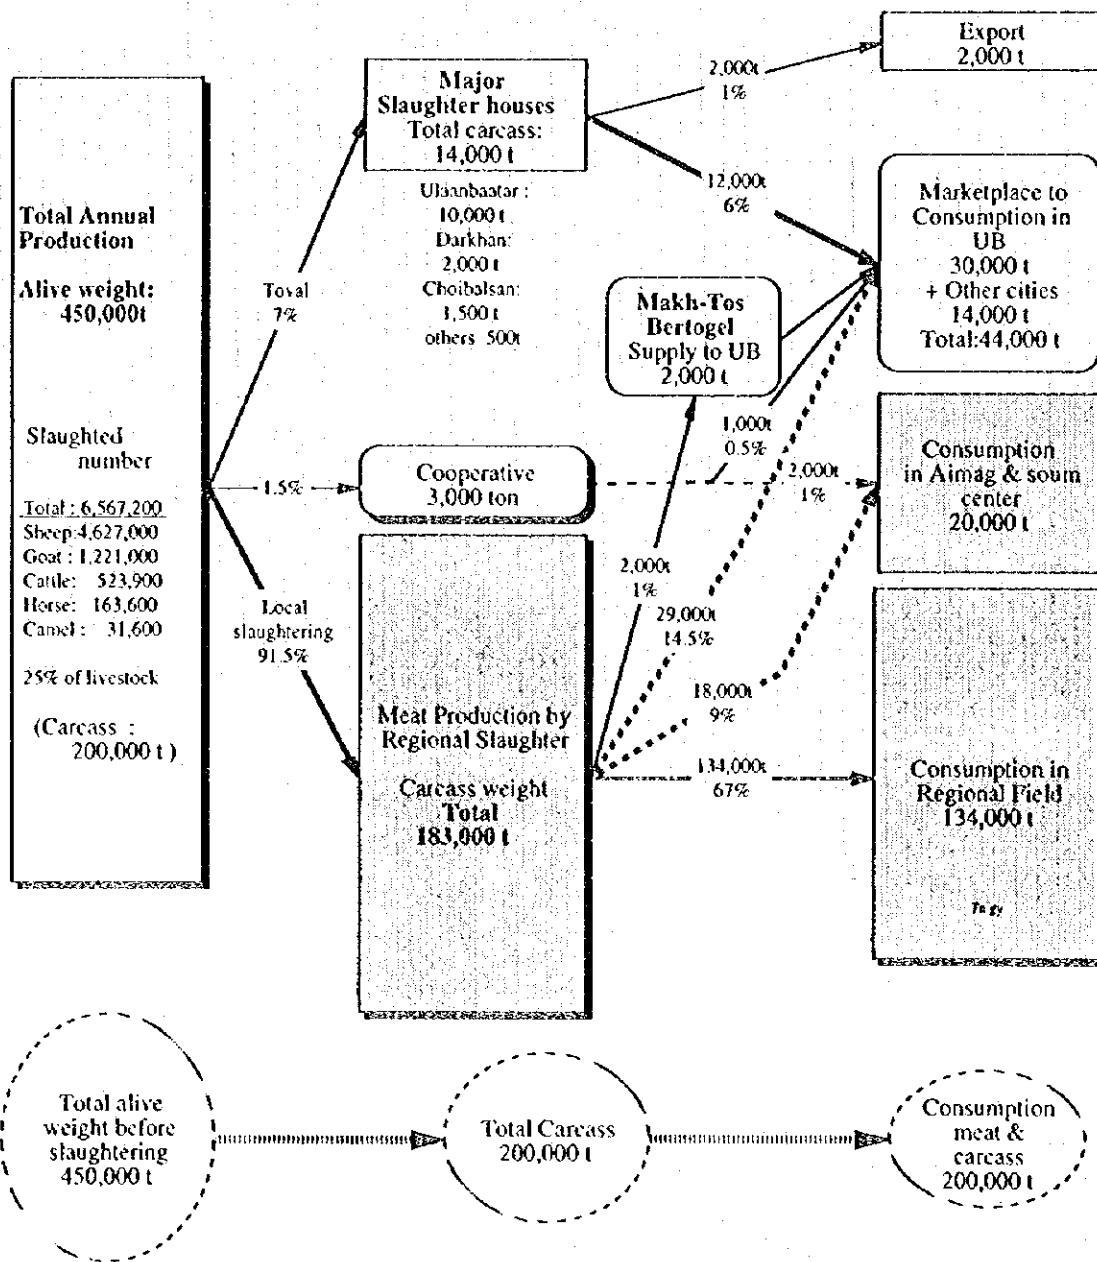 Total Annual
Production
Alive weight:
450,000t
Slaughted
number
Total : 6,567,200
Sheep:4,627,000
Goat : 1,221,000
Cattle: 523,900
Horse: 163,600
Camel : 31,600
25% of livestock
(Carcass :
200,000 t )
Toval
7%
1.5%
Local
slaughtering
91.5%
Major
Slaughter houses
Total carcass:
14,000 t
Ulaanbaatar :
10,000 t
Darkhan:
2,000 t
Choibalsan:
1,500 t
others 500t
Cooperative
3,000 ton
Meat Production by
Regional Slaughter
Carcass weight
Total
183,000 t
Makh-Tos
Bertogel
Supply to UB
2,000 t
2,000t
1%
12,000t
6%
1,000t
0.5%
2,000t
1%
2,000t
1%
29,000t
14.5%
18,000t
9%
134,000t
67%
Export
2,000 t
Marketplace to
Consumption in
UB
30,000 t
+ Other cities
14,000 t
Total:44,000 t
Consumption
in Aimag & soum
center
20,000 t
Consumption in
Regional Field
134,000 t
Total alive
weight before
slaughtering
450,000 t
Total Carcass
200,000 t
Consumption
meat &
carcass
200,000 t